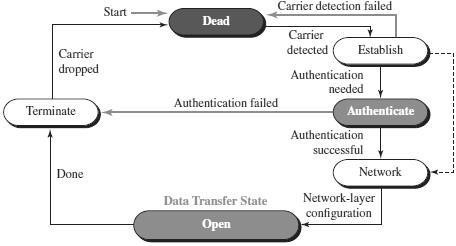 Start
Dead
Carrier detection failed
Carrier
detected
Establish
Carrier
dropped
Authentication
needed
Terminate
Authentication failed
Authenticate
Authentication
successful
Done
Network
Data Transfer State
Network-layer
configuration
Open